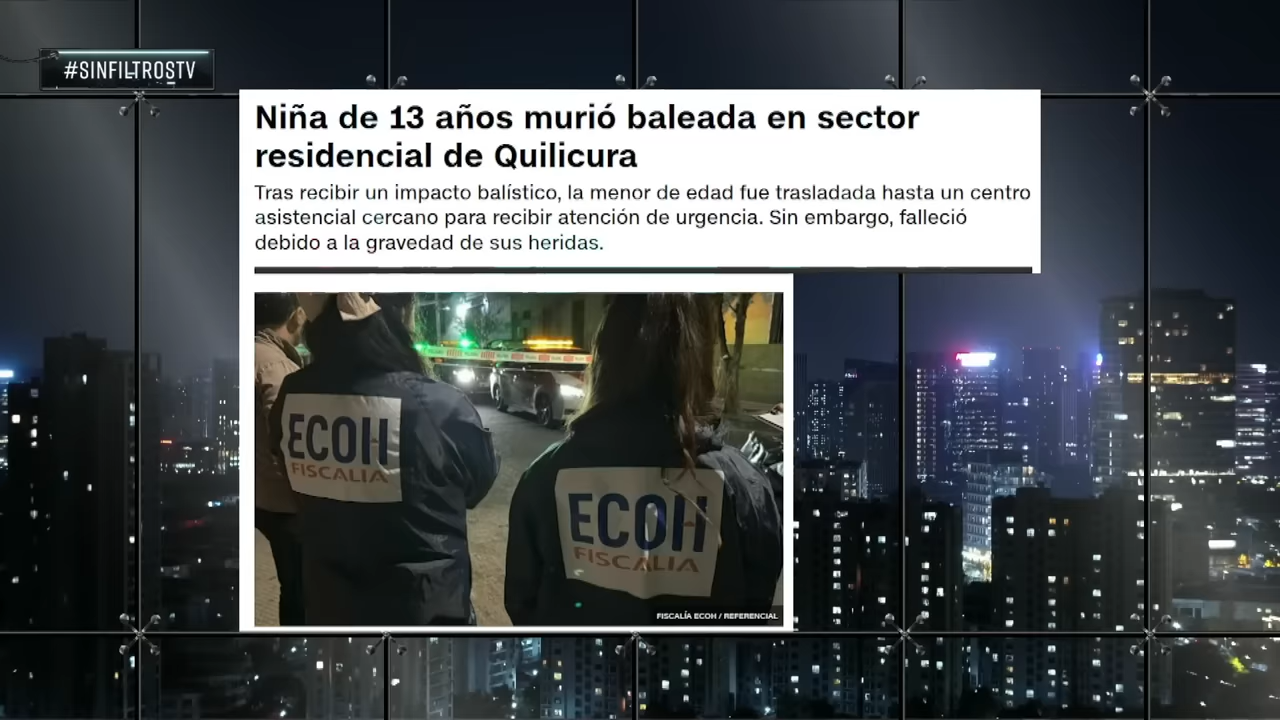 #SINFILTROSTV
Niña de 13 años murió baleada en sector
residencial de Quilicura
Tras recibir un impacto balístico, la menor de edad fue trasladada hasta un centro
asistencial cercano para recibir atención de urgencia. Sin embargo, falleció
debido a la gravedad de sus heridas.
ECOH
FISCALIA
ECOH
FISCALIA
FISCALÍA ECOH / REFERENCIAL